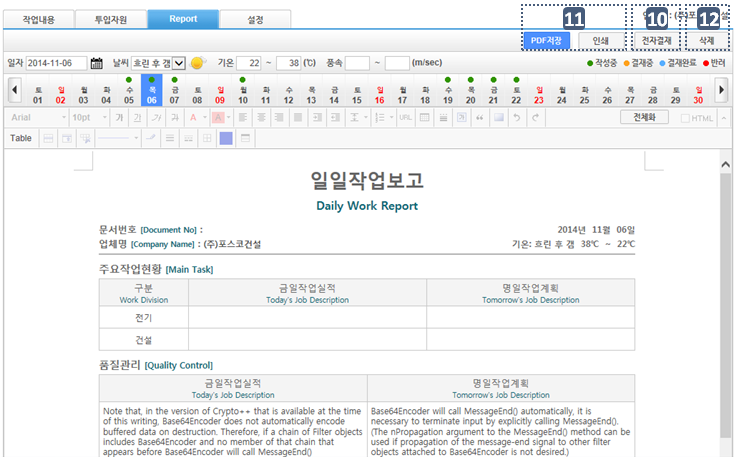 작업내용 투입자원 Report 설정
11 10 12
(주)포스코건설
PDF저장 인쇄 전자결재 삭제
일자 2014-11-06 날씨 흐린 후 갬 기온 22 ~ 38 (℃) 풍속 ~ (m/sec) 작성중 결재중 결재완료 반려
토 일 월 화 수 목 금 토 일 월 화 수 목 금 토 일 월 화 수 목 금 토 일 월 화 수 목 금 토 일
01 02 03 04 05 06 07 08 09 10 11 12 13 14 15 16 17 18 19 20 21 22 23 24 25 26 27 28 29 30
Arial 10pt 가 가 가 가 가 가 URL 전체화 HTML
Table
일일작업보고
Daily Work Report
문서번호 [Document No] : 2014년 11월 06일
업체명 [Company Name] : (주)포스코건설 기온: 흐린 후 갬 38℃ ~ 22℃
주요작업현황 [Main Task]
구분 금일작업실적 명일작업계획
Work Division Today's Job Description Tomorrow's Job Description
전기
건설
품질관리 [Quality Control]
금일작업실적 명일작업계획
Today's Job Description Tomorrow's Job Description
Note that, in the version of Crypto++ that is available at the time
of this writing, Base64Encoder does not automatically encode
buffered data on destruction. Therefore, if a chain of Filter objects
includes Base64Encoder and no member of that chain that
appears before Base64Encoder will call MessageEnd()
Base64Encoder will call MessageEnd() automatically, it is
necessary to terminate input by explicitly calling MessageEnd().
(The nPropagation argument to the MessageEnd() method can be
used if propagation of the message-end signal to other filter
objects attached to Base64Encoder is not desired.)